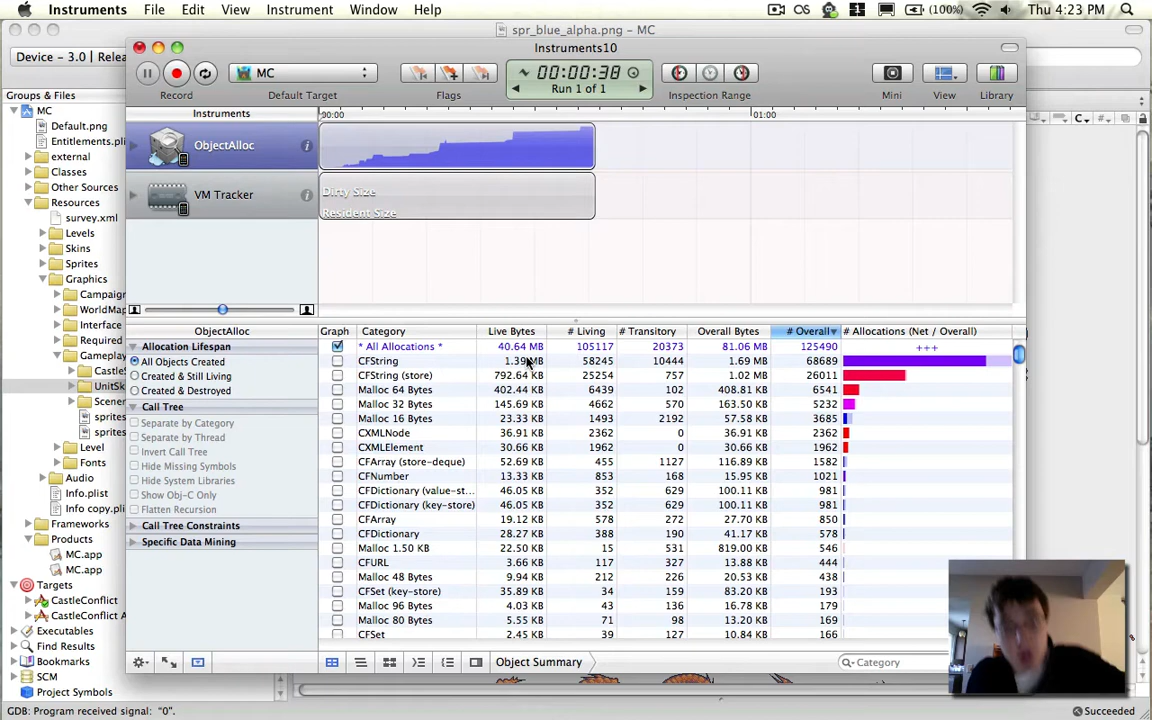 Instruments File Edit View Instrument Window Help
(100%) Thu 4:23 PM
spr_blue_alpha.png - MC
Device - 3.0 | Relea
Instruments10
MC
00:00:38
Run 1 of 1
Record Default Target Flags Inspection Range Mini View Library
Groups & Files
MC
Default.png
Entitlements.pli
external
Classes
Other Sources
Resources
survey.xml
Levels
Skins
Sprites
Graphics
Campaig
WorldMap
Interface
Required
Gameplay
CastleS
UnitSk
Scener
sprites
sprites
Level
Fonts
Audio
Info.plist
Info copy.plist
Frameworks
Products
MC.app
MC.app
Targets
CastleConflict
CastleConflict A
Executables
Find Results
Bookmarks
SCM
Project Symbols
Instruments 00:00 01:00
ObjectAlloc
VM Tracker
Dirty Size
Resident Size
ObjectAlloc
Allocation Lifespan
All Objects Created
Created & Still Living
Created & Destroyed
Call Tree
Separate by Category
Separate by Thread
Invert Call Tree
Hide Missing Symbols
Hide System Libraries
Show Obj-C Only
Flatten Recursion
Call Tree Constraints
Specific Data Mining
Graph Category Live Bytes # Living # Transitory Overall Bytes # Overall # Allocations (Net / Overall)
* All Allocations * 40.64 MB 105117 20373 81.06 MB 125490 +++
CFString 1.39 MB 58245 10444 1.69 MB 68689
CFString (store) 792.64 KB 25254 757 1.02 MB 26011
Malloc 64 Bytes 402.44 KB 6439 102 408.81 KB 6541
Malloc 32 Bytes 145.69 KB 4662 570 163.50 KB 5232
Malloc 16 Bytes 23.33 KB 1493 2192 57.58 KB 3685
CXMLNode 36.91 KB 2362 0 36.91 KB 2362
CXMLElement 30.66 KB 1962 0 30.66 KB 1962
CFArray (store-deque) 52.69 KB 455 1127 116.89 KB 1582
CFNumber 13.33 KB 853 168 15.95 KB 1021
CFDictionary (value-st... 46.05 KB 352 629 100.11 KB 981
CFDictionary (key-store) 46.05 KB 352 629 100.11 KB 981
CFArray 19.12 KB 578 272 27.70 KB 850
CFDictionary 28.27 KB 388 190 41.17 KB 578
Malloc 1.50 KB 22.50 KB 15 531 819.00 KB 546
CFURL 3.66 KB 117 327 13.88 KB 444
Malloc 48 Bytes 9.94 KB 212 226 20.53 KB 438
CFSet (key-store) 35.89 KB 34 159 83.20 KB 193
Malloc 96 Bytes 4.03 KB 43 136 16.78 KB 179
Malloc 80 Bytes 5.55 KB 71 98 13.20 KB 169
CFSet 2.45 KB 39 127 10.84 KB 166
Object Summary
Category
GDB: Program received signal: "0".
Succeeded